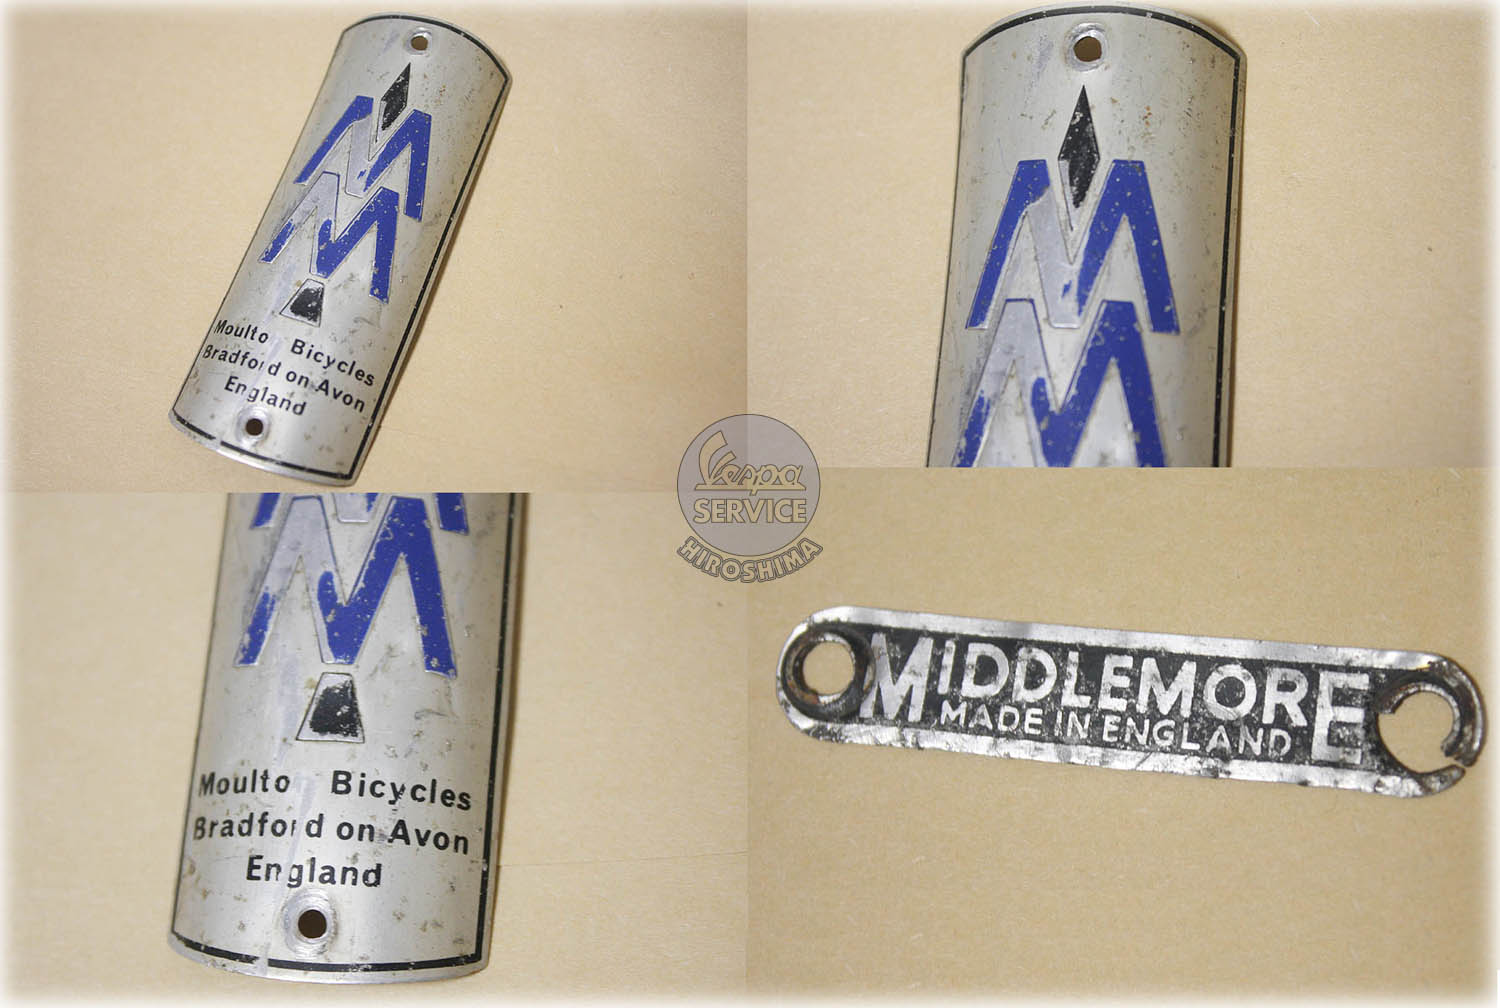 Moulto Bicycles
Bradford on Avon
England
Vespa
SERVICE
HIROSHIMA
Moulto Bicycles
Bradford on Avon
England
MIDDLEMORE
MADE IN ENGLAND